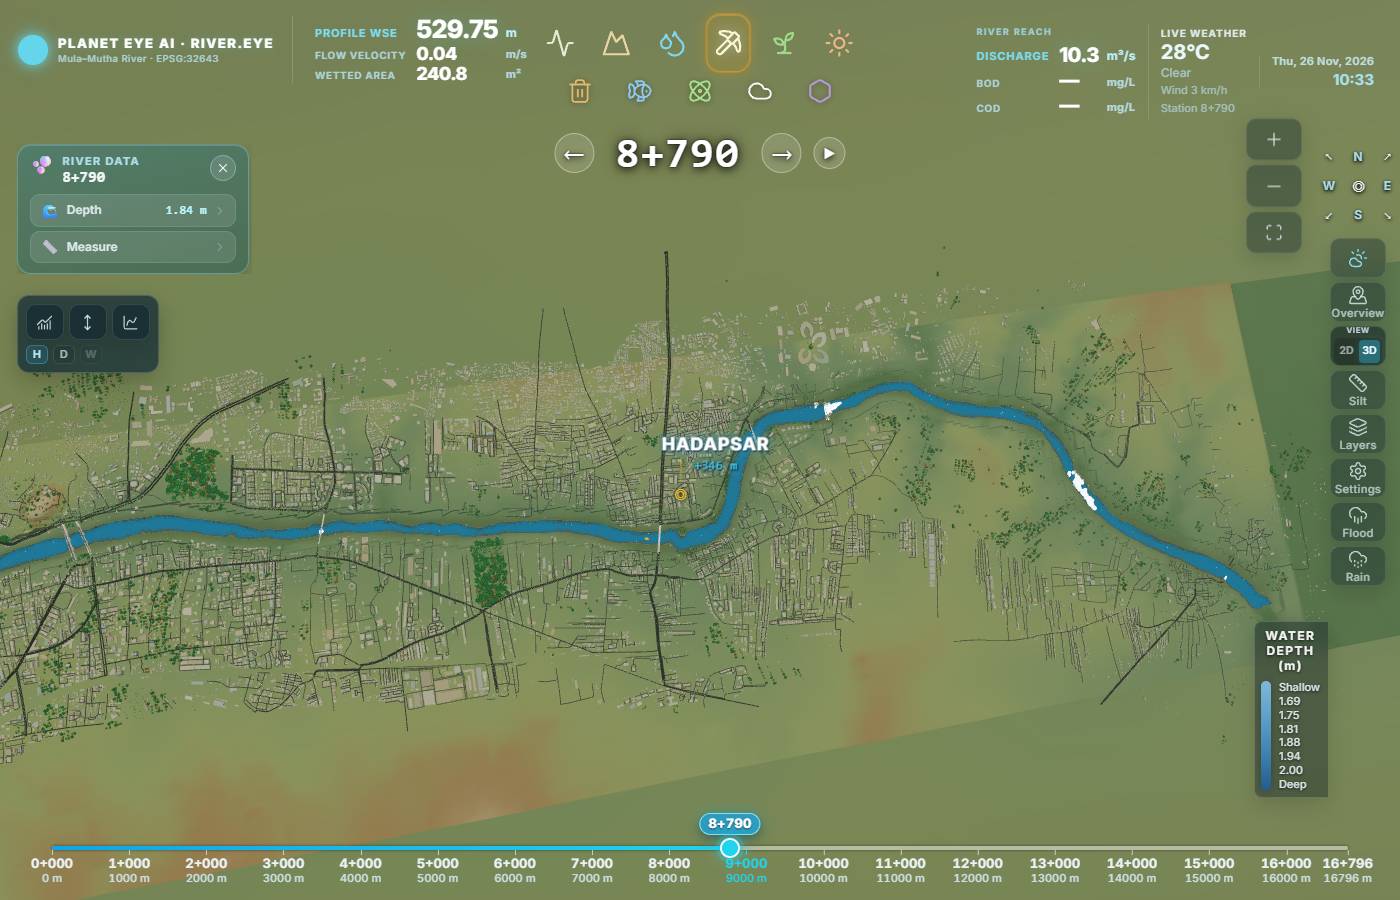 PLANET EYE AI · RIVER.EYE
Mula-Mutha River · EPSG:32643
PROFILE WSE 529.75 m
FLOW VELOCITY 0.04 m/s
WETTED AREA 240.8 m²
RIVER REACH
DISCHARGE 10.3 m³/s
BOD — mg/L
COD — mg/L
LIVE WEATHER
28°C
Clear
Wind 3 km/h
Station 8+790
Thu, 26 Nov, 2026
10:33
← 8+790 →
RIVER DATA
8+790
Depth 1.84 m
Measure
H D W
N
W E
S
Overview
VIEW
2D 3D
Silt
Layers
Settings
Flood
Rain
HADAPSAR
+346 m
WATER
DEPTH
(m)
Shallow
1.69
1.75
1.81
1.88
1.94
2.00
Deep
8+790
0+000 1+000 2+000 3+000 4+000 5+000 6+000 7+000 8+000 9+000 10+000 11+000 12+000 13+000 14+000 15+000 16+000 16+796
0 m 1000 m 2000 m 3000 m 4000 m 5000 m 6000 m 7000 m 8000 m 9000 m 10000 m 11000 m 12000 m 13000 m 14000 m 15000 m 16000 m 16796 m